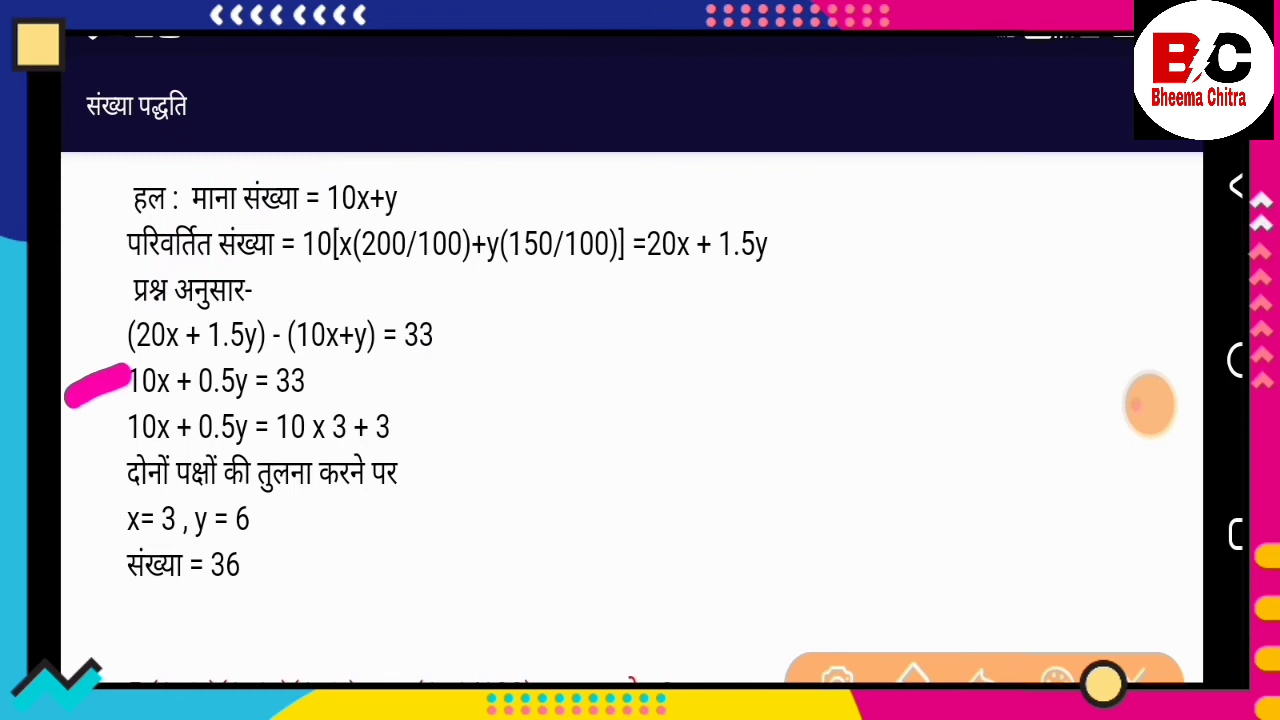 BC
Bheema Chitra
संख्या पद्धति
हल : माना संख्या = 10x+y
परिवर्तित संख्या = 10[x(200/100)+y(150/100)] =20x + 1.5y
प्रश्न अनुसार-
(20x + 1.5y) - (10x+y) = 33
10x + 0.5y = 33
10x + 0.5y = 10 x 3 + 3
दोनों पक्षों की तुलना करने पर
x= 3 , y = 6
संख्या = 36